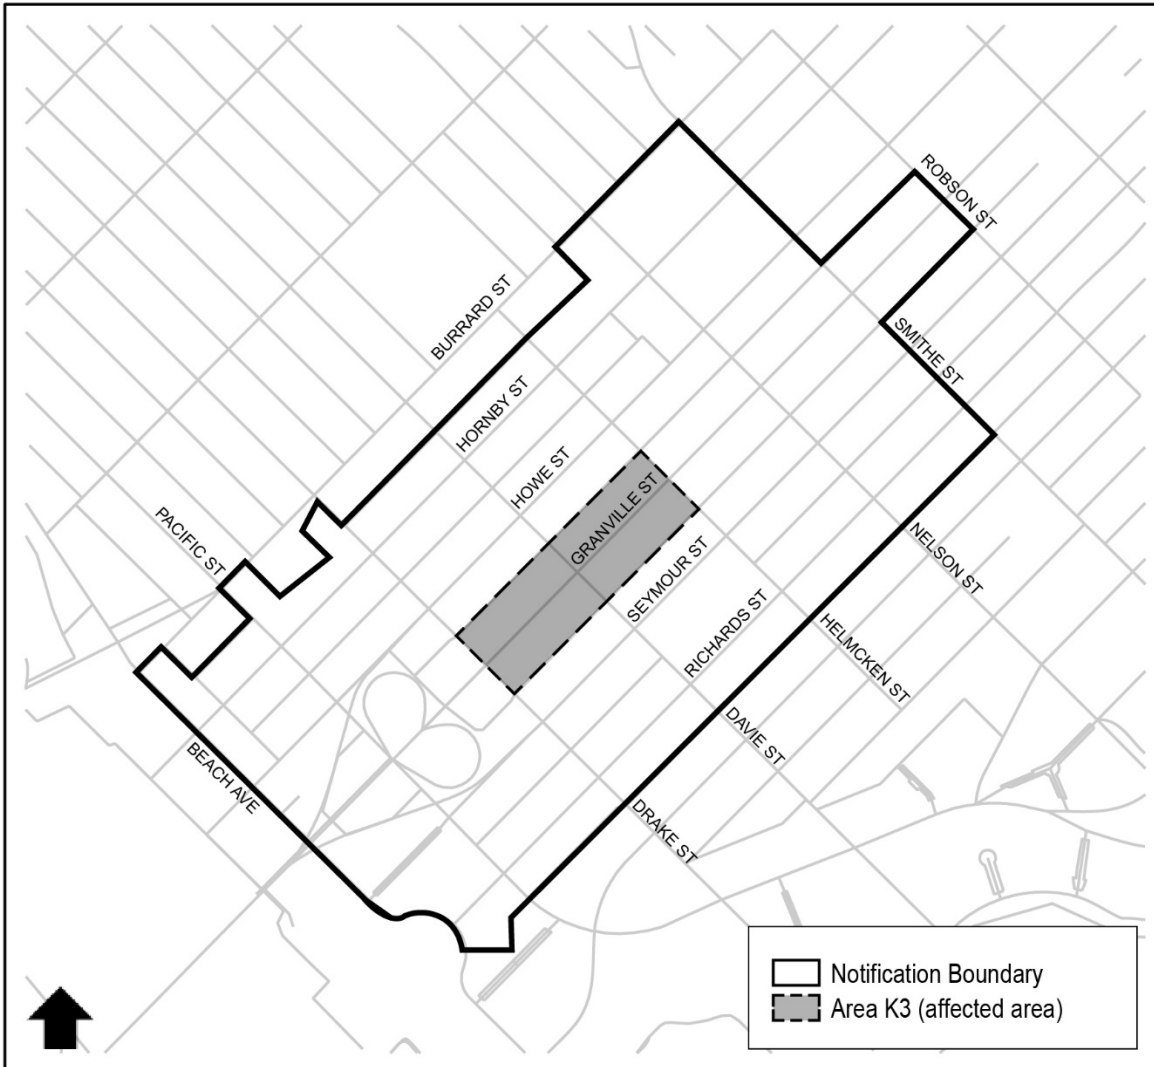 ROBSON ST
BURRARD ST
SMITHE ST
HORNBY ST
HOWE ST
GRANVILLE ST
PACIFIC ST
NELSON ST
SEYMOUR ST
RICHARDS ST
HELMCKEN ST
DAVIE ST
BEACH AVE
DRAKE ST
Notification Boundary
Area K3 (affected area)